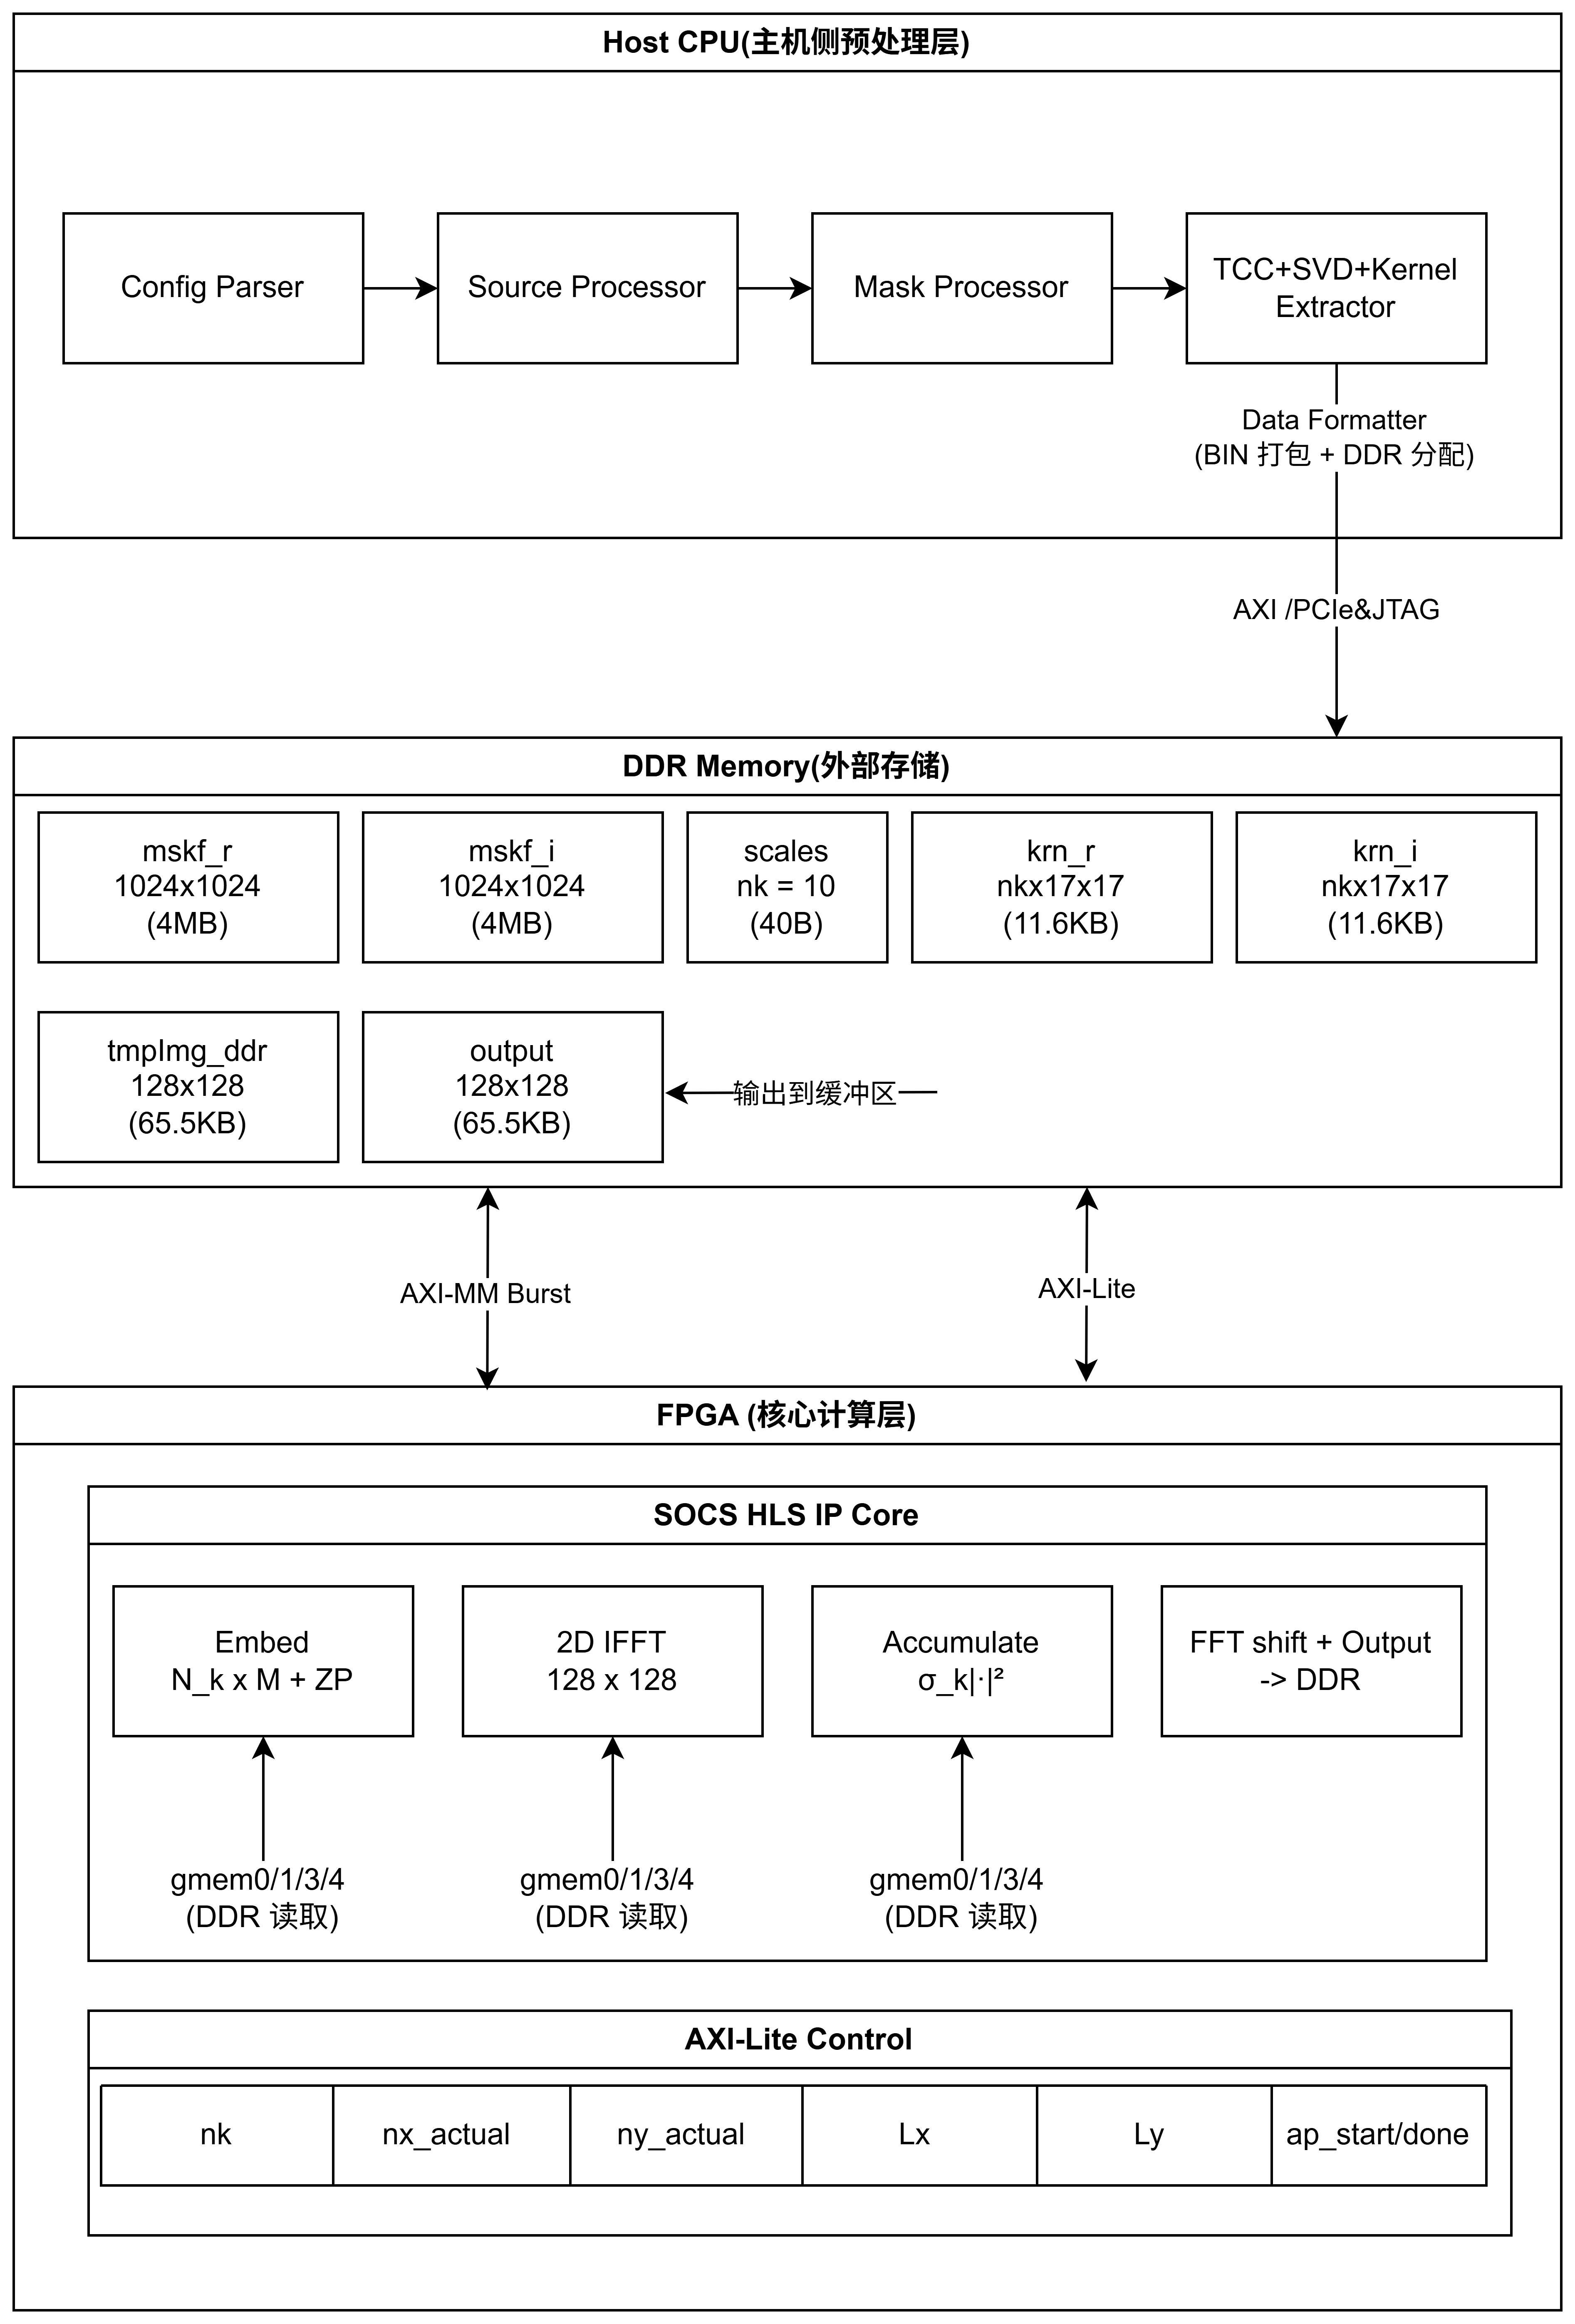 Host CPU(主机侧预处理层)
Config Parser
Source Processor
Mask Processor
TCC+SVD+Kernel
Extractor
Data Formatter
(BIN 打包 + DDR 分配)
AXI /PCIe&JTAG
DDR Memory(外部存储)
mskf_r
1024x1024
(4MB)
mskf_i
1024x1024
(4MB)
scales
nk = 10
(40B)
krn_r
nkx17x17
(11.6KB)
krn_i
nkx17x17
(11.6KB)
tmpImg_ddr
128x128
(65.5KB)
output
128x128
(65.5KB)
输出到缓冲区
AXI-MM Burst
AXI-Lite
FPGA (核心计算层)
SOCS HLS IP Core
Embed
N_k x M + ZP
2D IFFT
128 x 128
Accumulate
σ_k|·|²
FFT shift + Output
-> DDR
gmem0/1/3/4
(DDR 读取)
gmem0/1/3/4
(DDR 读取)
gmem0/1/3/4
(DDR 读取)
AXI-Lite Control
nk
nx_actual
ny_actual
Lx
Ly
ap_start/done